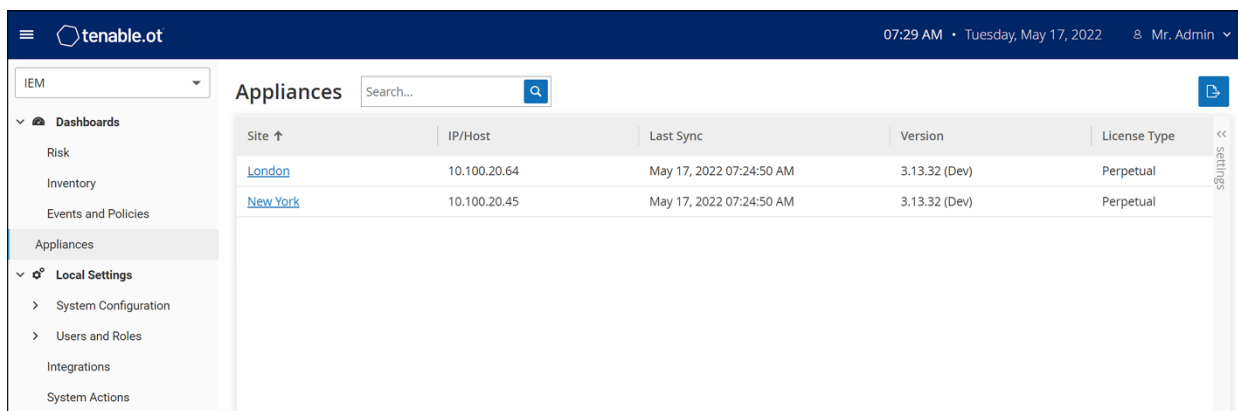 tenable.ot
07:29 AM • Tuesday, May 17, 2022 Mr. Admin
IEM
Appliances Search...
Dashboards
Risk
Inventory
Events and Policies
Appliances
Local Settings
System Configuration
Users and Roles
Integrations
System Actions
Site ↑ IP/Host Last Sync Version License Type
London 10.100.20.64 May 17, 2022 07:24:50 AM 3.13.32 (Dev) Perpetual
New York 10.100.20.45 May 17, 2022 07:24:50 AM 3.13.32 (Dev) Perpetual
settings